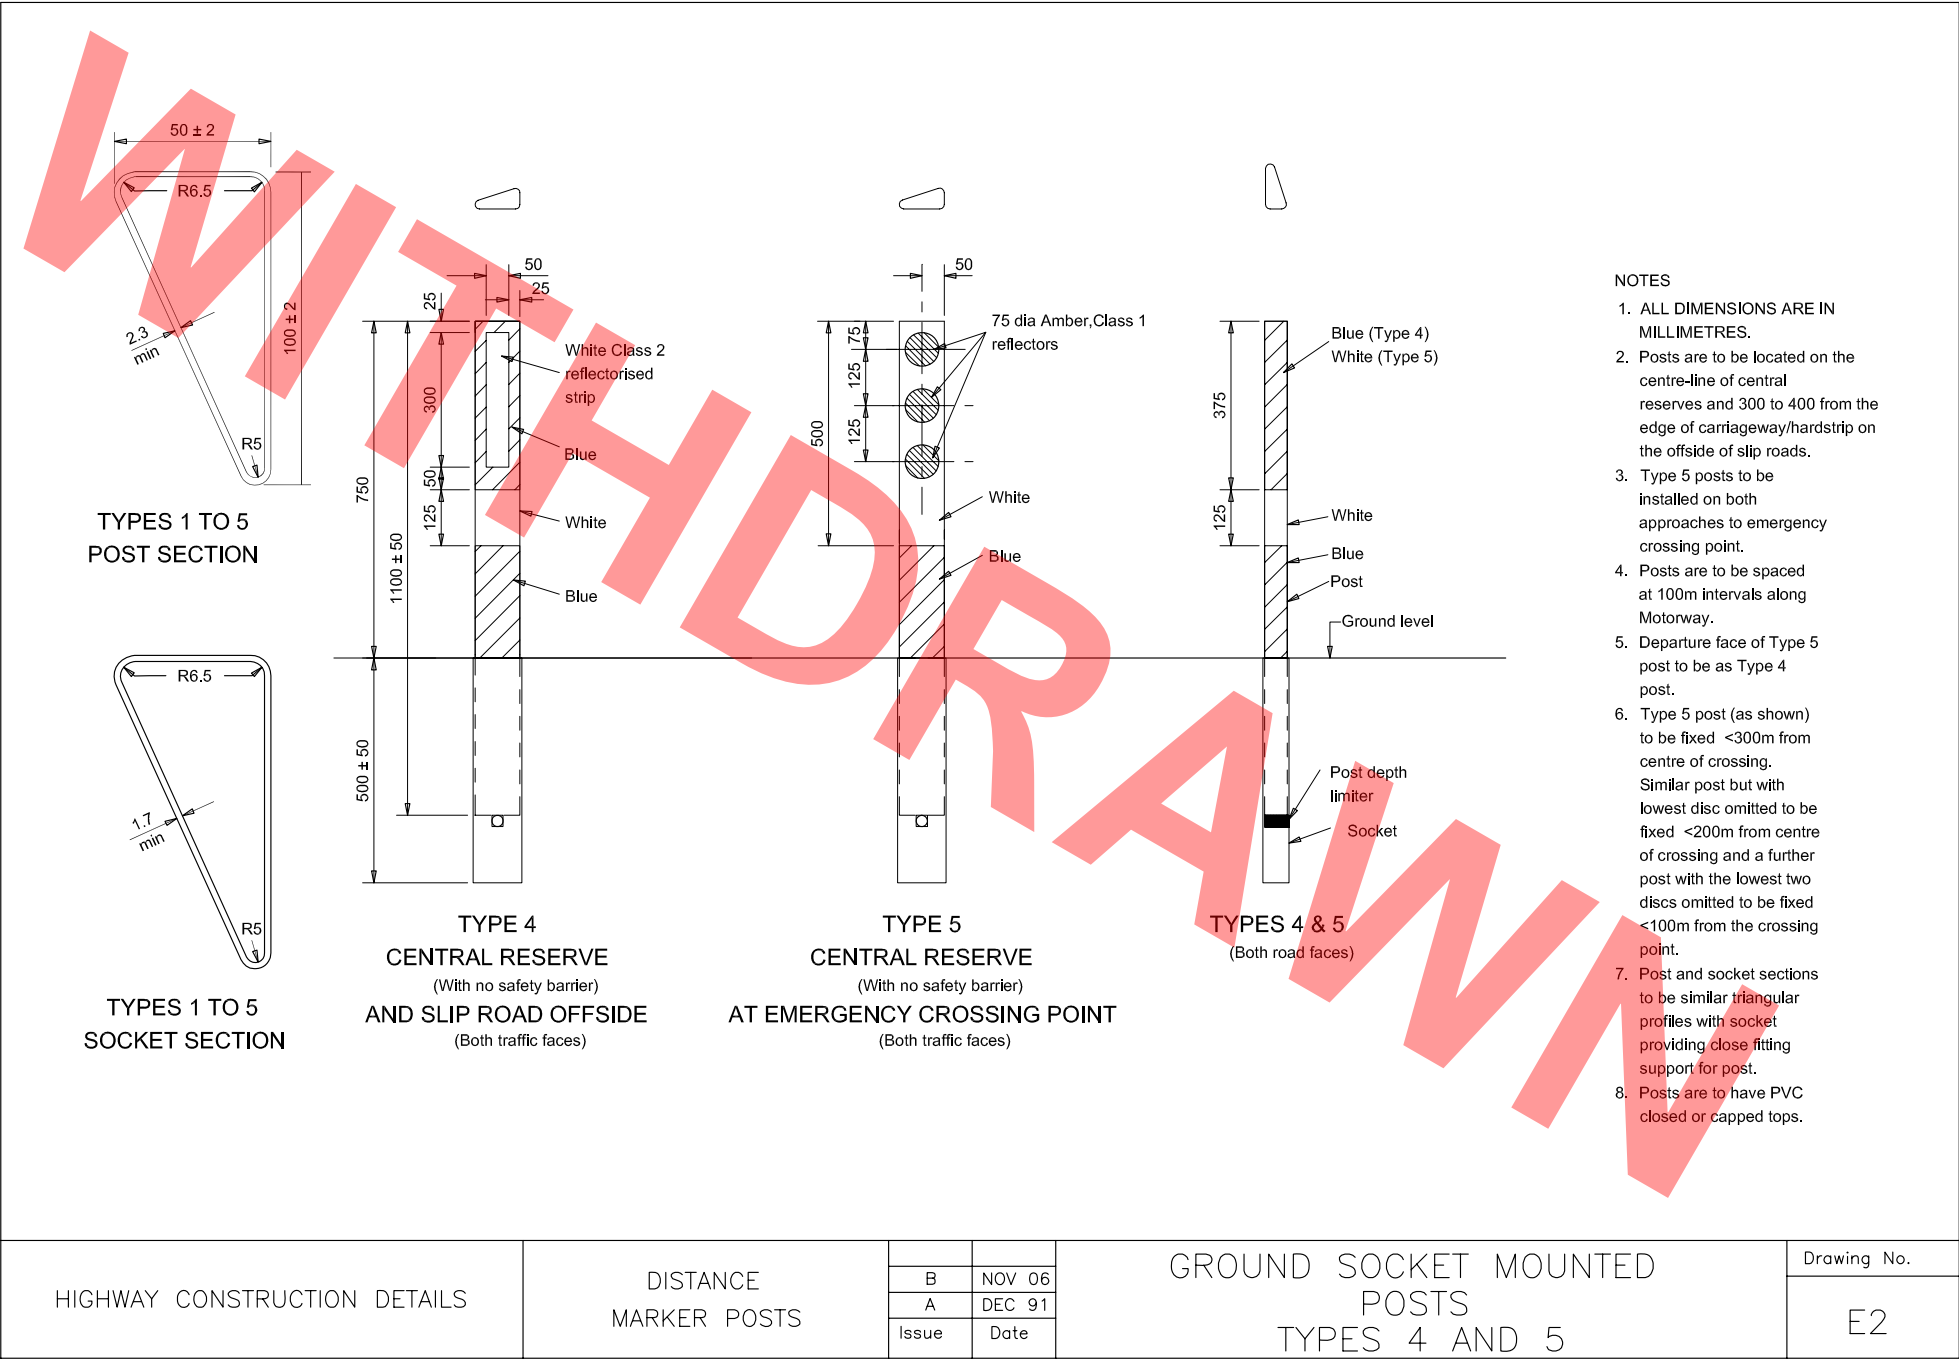 WITHDRAWN
50 ± 2
R6.5
100 ± 2
2.3
min
R5
TYPES 1 TO 5
POST SECTION
R6.5
1.7
min
R5
TYPES 1 TO 5
SOCKET SECTION
50
25
25
300
50
125
750
1100 ± 50
500 ± 50
White Class 2
reflectorised
strip
Blue
White
Blue
TYPE 4
CENTRAL RESERVE
(With no safety barrier)
AND SLIP ROAD OFFSIDE
(Both traffic faces)
50
75
125
125
500
75 dia Amber,Class 1
reflectors
White
Blue
TYPE 5
CENTRAL RESERVE
(With no safety barrier)
AT EMERGENCY CROSSING POINT
(Both traffic faces)
375
125
Blue (Type 4)
White (Type 5)
White
Blue
Post
Ground level
Post depth
limiter
Socket
TYPES 4 & 5
(Both road faces)
NOTES
1. ALL DIMENSIONS ARE IN
MILLIMETRES.
2. Posts are to be located on the
centre-line of central
reserves and 300 to 400 from the
edge of carriageway/hardstrip on
the offside of slip roads.
3. Type 5 posts to be
installed on both
approaches to emergency
crossing point.
4. Posts are to be spaced
at 100m intervals along
Motorway.
5. Departure face of Type 5
post to be as Type 4
post.
6. Type 5 post (as shown)
to be fixed <300m from
centre of crossing.
Similar post but with
lowest disc omitted to be
fixed <200m from centre
of crossing and a further
post with the lowest two
discs omitted to be fixed
<100m from the crossing
point.
7. Post and socket sections
to be similar triangular
profiles with socket
providing close fitting
support for post.
8. Posts are to have PVC
closed or capped tops.
HIGHWAY CONSTRUCTION DETAILS
DISTANCE
MARKER POSTS
B NOV 06
A DEC 91
Issue Date
GROUND SOCKET MOUNTED
POSTS
TYPES 4 AND 5
Drawing No.
E2